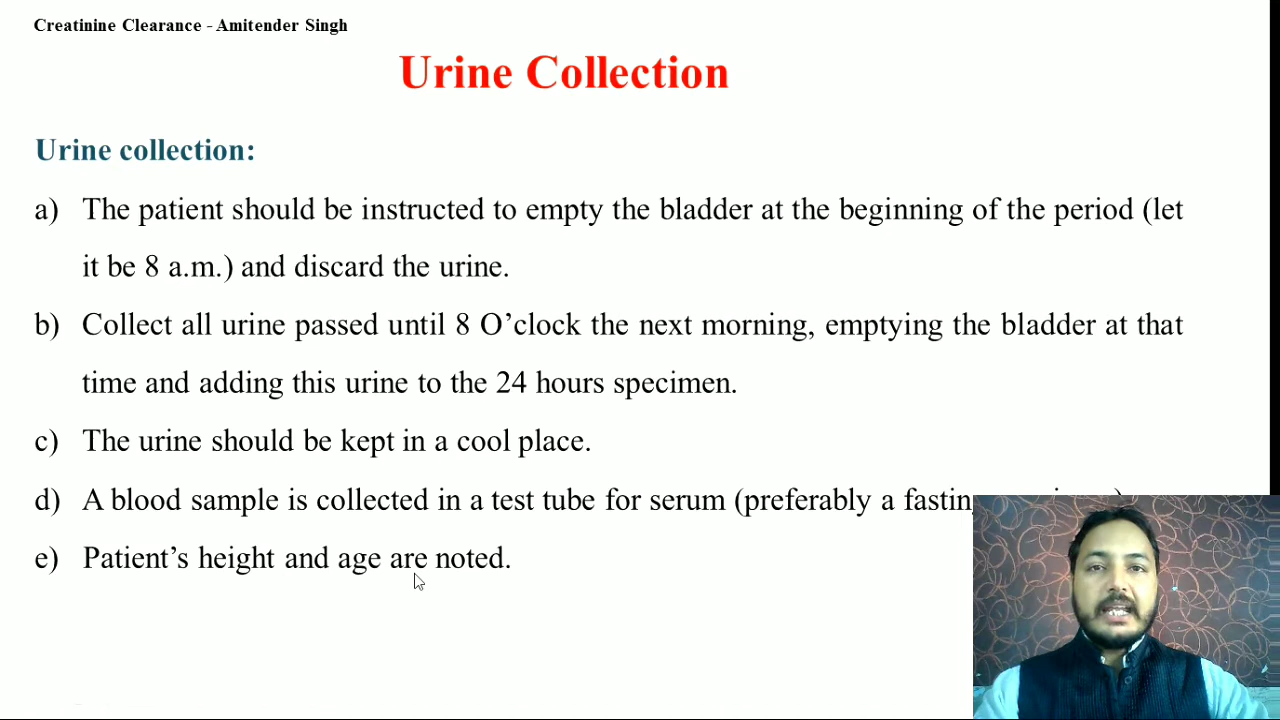 Creatinine Clearance - Amitender Singh
Urine Collection
Urine collection:
a) The patient should be instructed to empty the bladder at the beginning of the period (let
it be 8 a.m.) and discard the urine.
b) Collect all urine passed until 8 O’clock the next morning, emptying the bladder at that
time and adding this urine to the 24 hours specimen.
c) The urine should be kept in a cool place.
d) A blood sample is collected in a test tube for serum (preferably a
e) Patient’s height and age are noted.